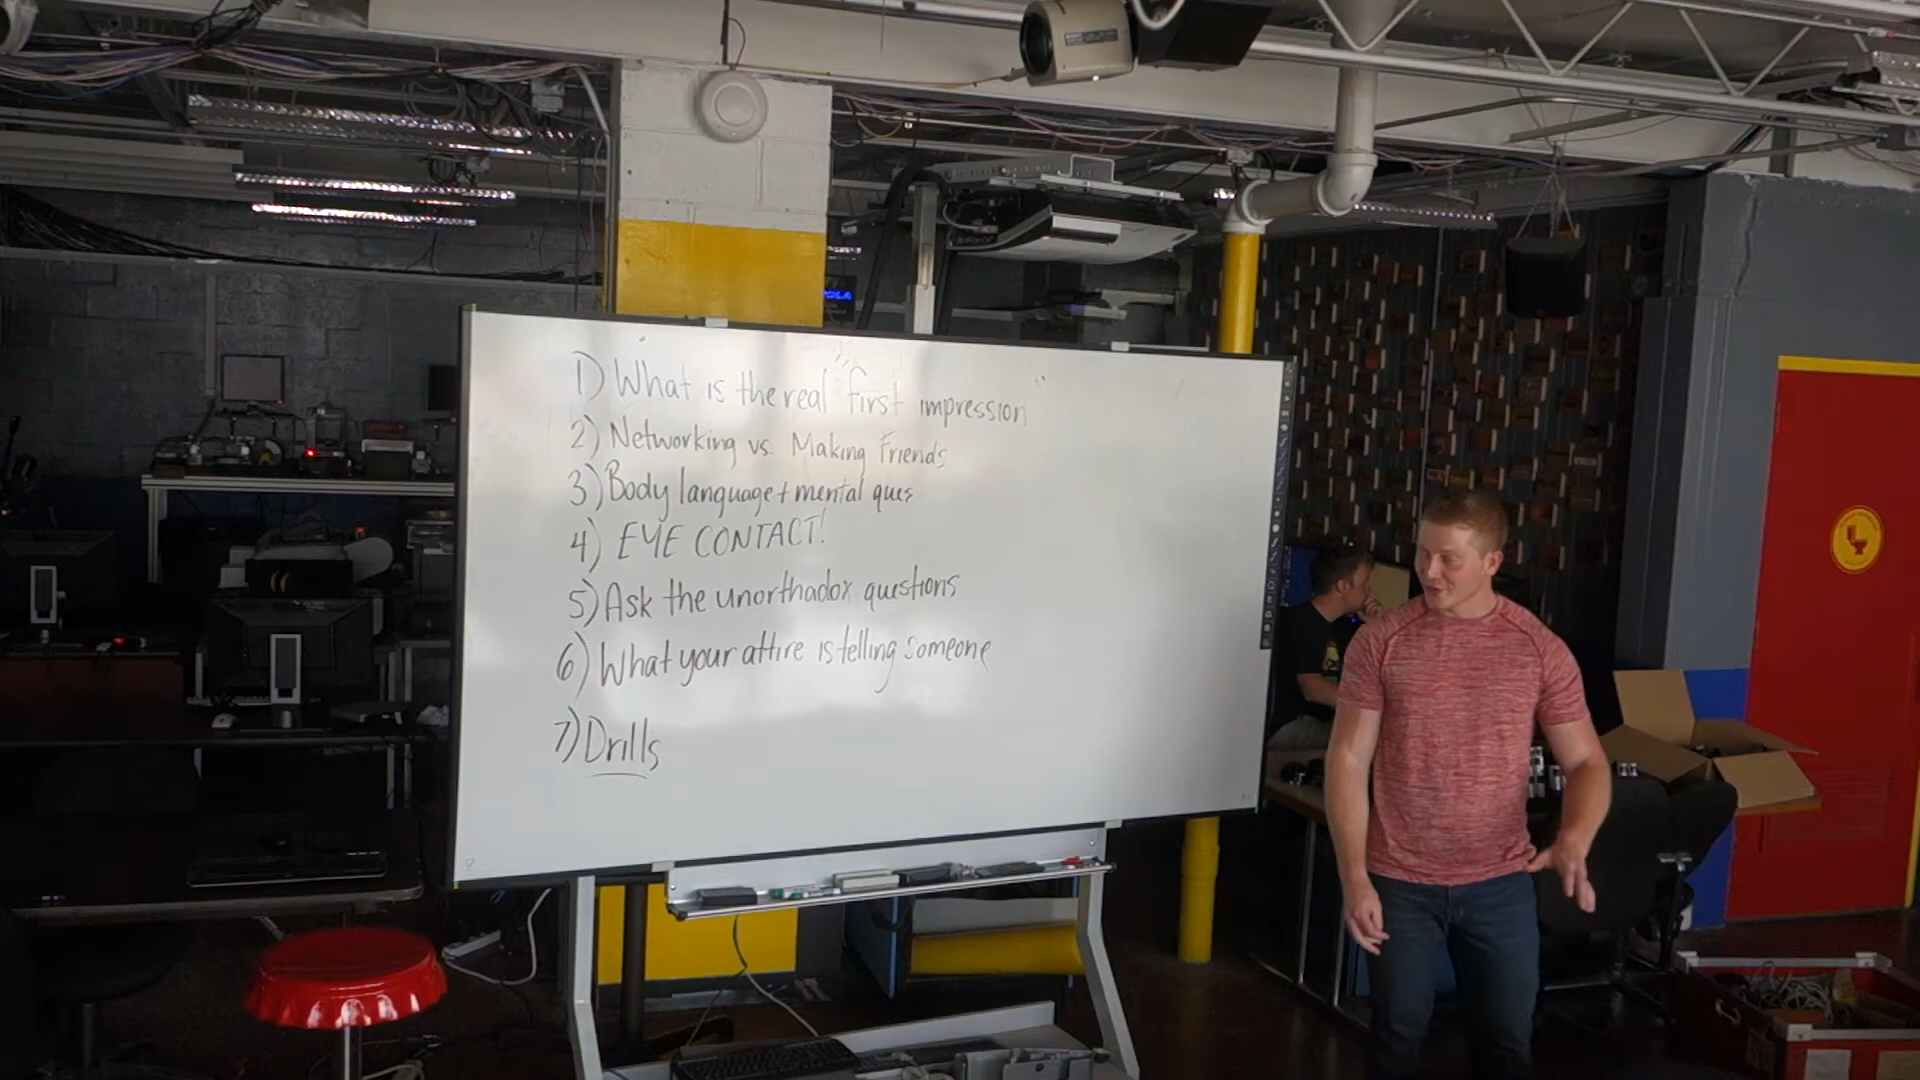 1) What is the real "first impression"
2) Networking vs. Making Friends
3) Body language + mental ques
4) EYE CONTACT!
5) Ask the unorthadox questions
6) What your attire is telling someone
7) Drills